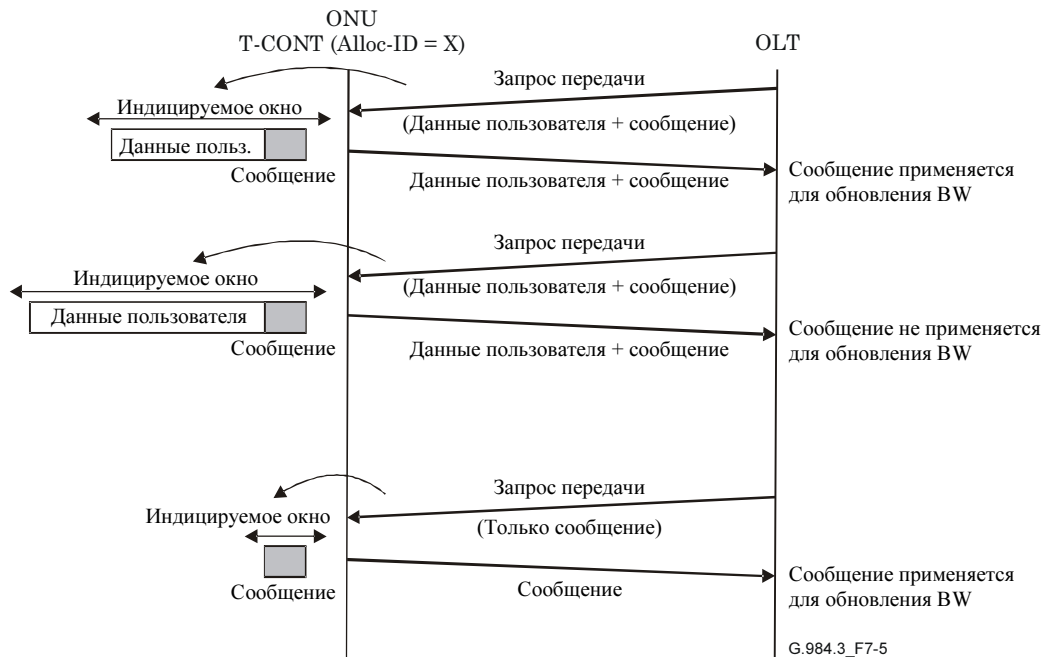 ONU
T-CONT (Alloc-ID = X)
OLT
Запрос передачи
Индицируемое окно
(Данные пользователя + сообщение)
Данные польз.
Сообщение
Данные пользователя + сообщение
Сообщение применяется
для обновления BW
Запрос передачи
Индицируемое окно
(Данные пользователя + сообщение)
Данные пользователя
Сообщение
Данные пользователя + сообщение
Сообщение не применяется
для обновления BW
Запрос передачи
Индицируемое окно
(Только сообщение)
Сообщение
Сообщение
Сообщение применяется
для обновления BW
G.984.3_F7-5